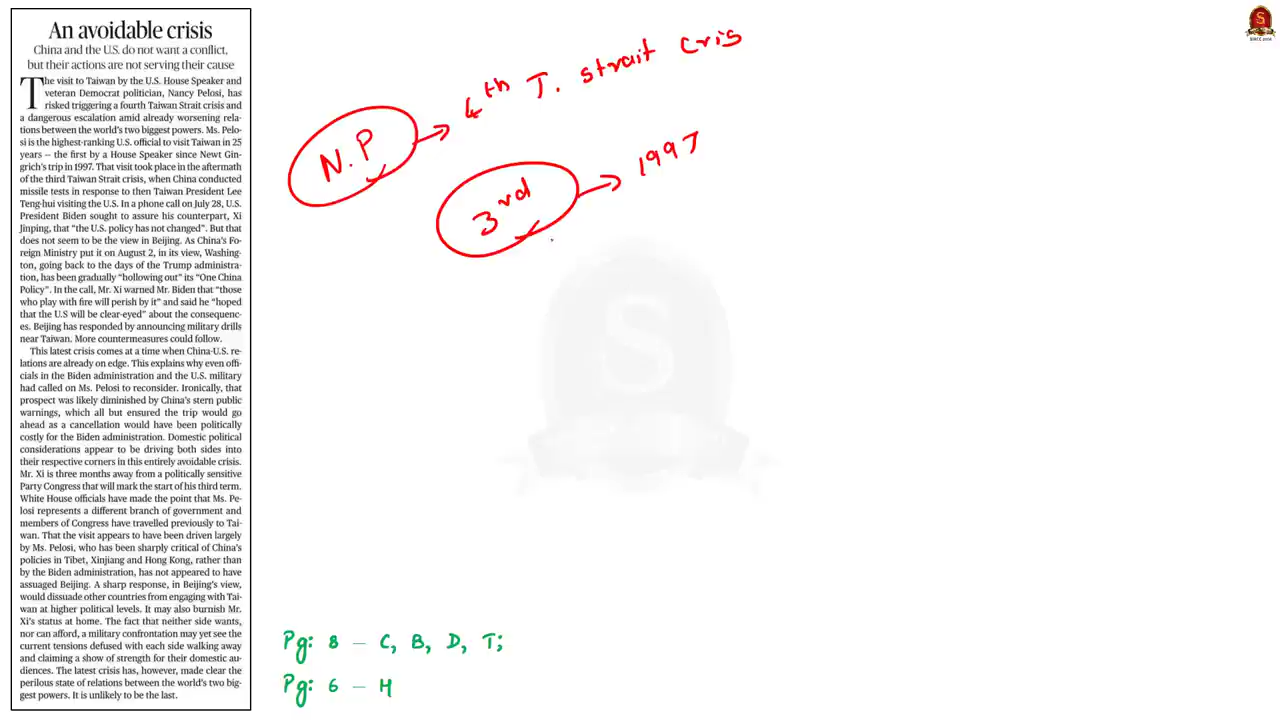 An avoidable crisis
China and the U.S. do not want a conflict,
but their actions are not serving their cause
The visit to Taiwan by the U.S. House Speaker and
veteran Democrat politician, Nancy Pelosi, has
risked triggering a fourth Taiwan Strait crisis and
a dangerous escalation amid already worsening rela-
tions between the world's two biggest powers. Ms. Pelo-
si is the highest-ranking U.S. official to visit Taiwan in 25
years — the first by a House Speaker since Newt Gin-
grich's trip in 1997. That visit took place in the aftermath
of the third Taiwan Strait crisis, when China conducted
missile tests in response to then Taiwan President Lee
Teng-hui visiting the US. In a phone call on July 28, U.S.
President Biden sought to assure his counterpart, Xi
Jinping, that “the U.S. policy has not changed”. But that
does not seem to be the view in Beijing. As China's Fo-
reign Ministry put it on August 2, in its view, Washing-
ton, going back to the days of the Trump administra-
tion, has been gradually “hollowing out” its “One China
Policy”. In the call, Mr. Xi warned Mr. Biden that “those
who play with fire will perish by it” and said he “hoped
that the U.S will be clear-eyed” about the consequenc-
es. Beijing has responded by announcing military drills
near Taiwan. More countermeasures could follow.
This latest crisis comes at a time when China-U.S. re-
lations are already on edge. This explains why even offi-
cials in the Biden administration and the U.S. military
had called on Ms. Pelosi to reconsider. Ironically, that
prospect was likely diminished by China's stern public
warnings, which all but ensured the trip would go
ahead as a cancellation would have been politically
costly for the Biden administration. Domestic political
considerations appear to be driving both sides into
their respective corners in this entirely avoidable crisis.
Mr. Xi is three months away from a politically sensitive
Party Congress that will mark the start of his third term.
White House officials have made the point that Ms. Pe-
losi represents a different branch of government and
members of Congress have travelled previously to Tai-
wan. That the visit appears to have been driven largely
by Ms. Pelosi, who has been sharply critical of China's
policies in Tibet, Xinjiang and Hong Kong, rather than
by the Biden administration, has not appeared to have
assuaged Beijing. A sharp response, in Beijing's view,
would dissuade other countries from engaging with Tai-
wan at higher political levels. It may also burnish Mr.
Xi's status at home. The fact that neither side wants,
nor can afford, a military confrontation may yet see the
current tensions defused with each side walking away
and claiming a show of strength for their domestic au-
diences. The latest crisis has, however, made clear the
perilous state of relations between the world's two big-
gest powers. It is unlikely to be the last.
N.P → 4th T. strait cris
3rd → 1997
S
S
SINCE 2004
Pg: 8 – C, B, D, T;
Pg: 6 – H